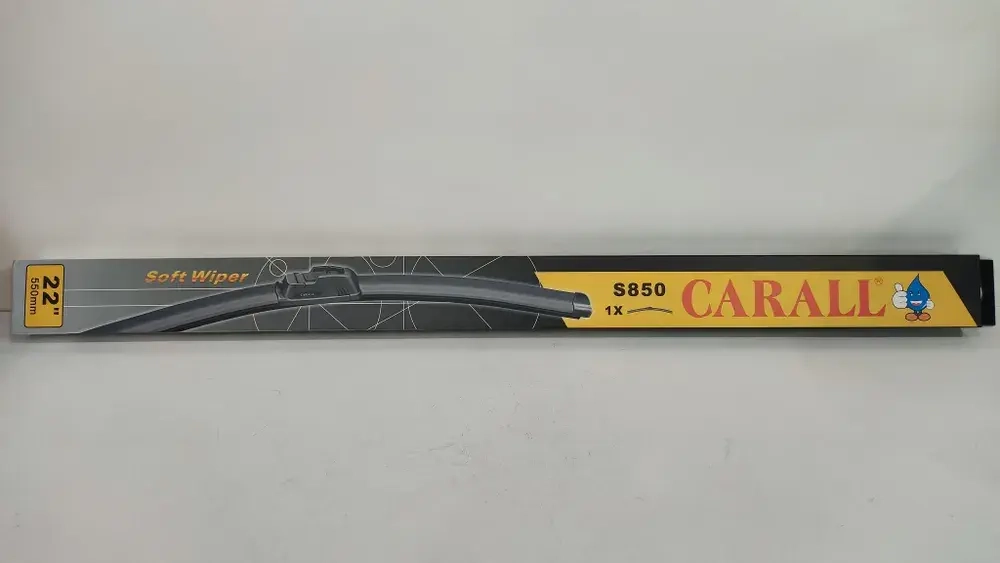 22"
550mm
Soft Wiper
S850
1X
CARALL®